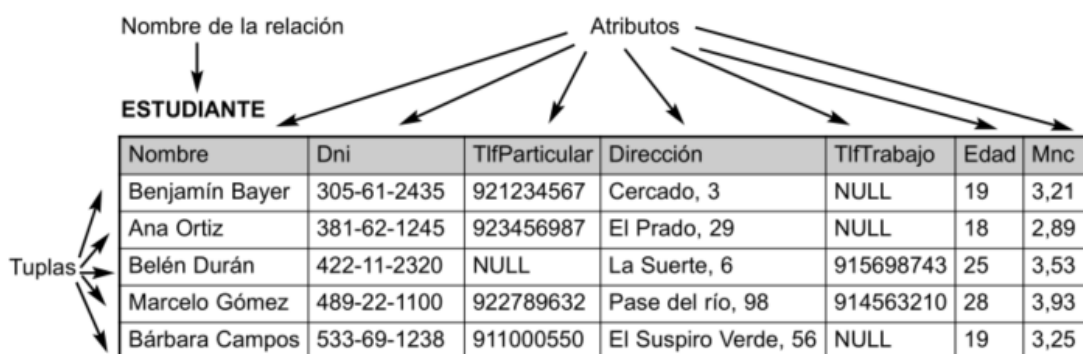 Nombre de la relación Atributos
ESTUDIANTE
Nombre Dni TlfParticular Dirección TlfTrabajo Edad Mnc
Benjamín Bayer 305-61-2435 921234567 Cercado, 3 NULL 19 3,21
Ana Ortiz 381-62-1245 923456987 El Prado, 29 NULL 18 2,89
Tuplas Belén Durán 422-11-2320 NULL La Suerte, 6 915698743 25 3,53
Marcelo Gómez 489-22-1100 922789632 Pase del río, 98 914563210 28 3,93
Bárbara Campos 533-69-1238 911000550 El Suspiro Verde, 56 NULL 19 3,25